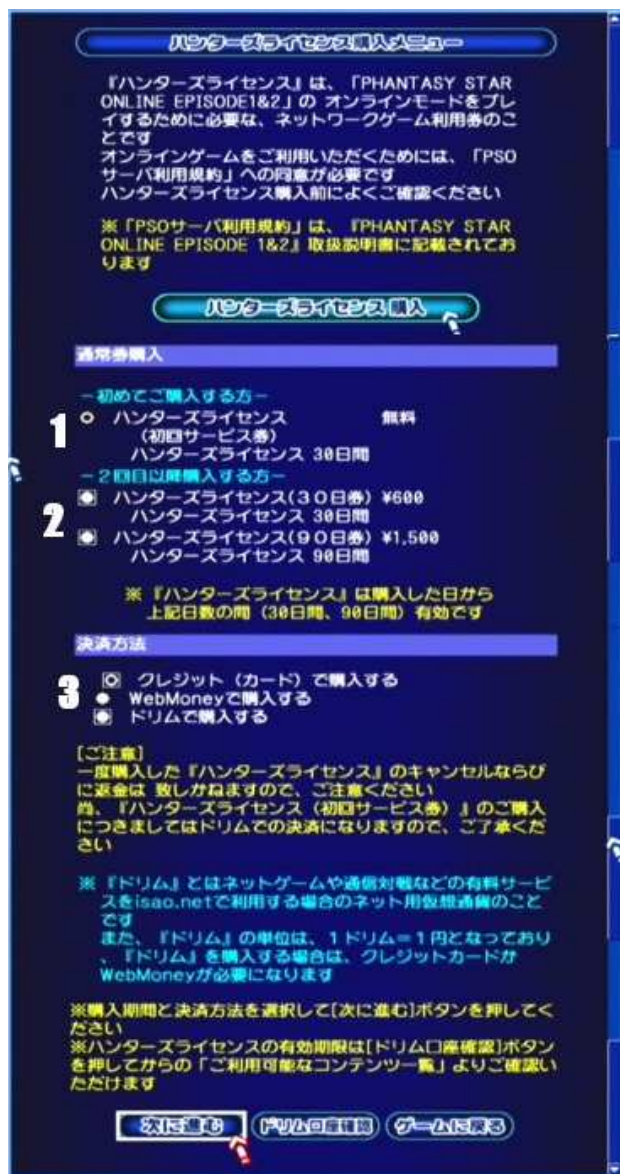 ハンターズライセンス購入メニュー
『ハンターズライセンス』は、「PHANTASY STAR
ONLINE EPISODE1&2」の オンラインモードをプレ
イするために必要な、ネットワークゲーム利用券のこ
とです
オンラインゲームをご利用いただくためには、「PSO
サーバ利用規約」への同意が必要です
ハンターズライセンス購入前によくご確認ください
※「PSOサーバ利用規約」は、『PHANTASY STAR
ONLINE EPISODE 1&2』取扱説明書に記載されてお
ります
ハンターズライセンス 購入
通常券購入
－初めてご購入する方－
1 ハンターズライセンス 無料
（初回サービス券）
ハンターズライセンス 30日間
－２回目以降購入する方－
2 ハンターズライセンス(３０日券) ¥600
ハンターズライセンス 30日間
ハンターズライセンス(９０日券) ¥1,500
ハンターズライセンス 90日間
※『ハンターズライセンス』は購入した日から
上記日数の間（30日間、90日間）有効です
決済方法
3 クレジット（カード）で購入する
WebMoneyで購入する
ドリムで購入する
[ご注意]
一度購入した『ハンターズライセンス』のキャンセルならび
に返金は 致しかねますので、ご注意ください
尚、『ハンターズライセンス（初回サービス券）』のご購入
につきましてはドリムでの決済になりますので、ご了承くだ
さい
※『ドリム』とはネットゲームや通信対戦などの有料サービ
スをisao.netで利用する場合のネット用仮想通貨のこと
です
また、『ドリム』の単位は、１ドリム＝１円となっており
、『ドリム』を購入する場合は、クレジットカードか
WebMoneyが必要になります
※購入期間と決済方法を選択して[次に進む]ボタンを押してく
ださい
※ハンターズライセンスの有効期限は[ドリム口座確認]ボタン
を押してからの「ご利用可能なコンテンツ一覧」よりご確認い
ただけます
次に進む ドリム口座確認 ゲームに戻る